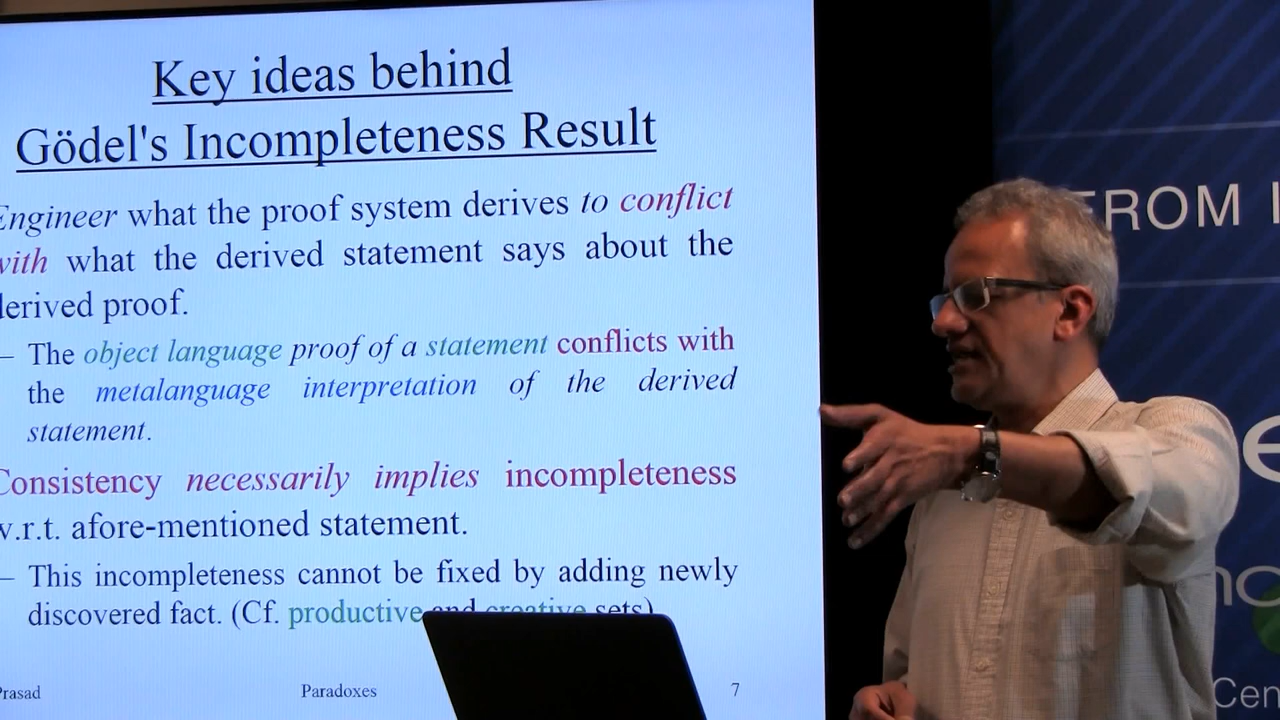 Key ideas behind
Gödel's Incompleteness Result
Engineer what the proof system derives to conflict
with what the derived statement says about the
derived proof.
– The object language proof of a statement conflicts with
the metalanguage interpretation of the derived
statement.
Consistency necessarily implies incompleteness
w.r.t. afore-mentioned statement.
– This incompleteness cannot be fixed by adding newly
discovered fact. (Cf. productive and creative sets)
Prasad
Paradoxes
7
FROM
Cen